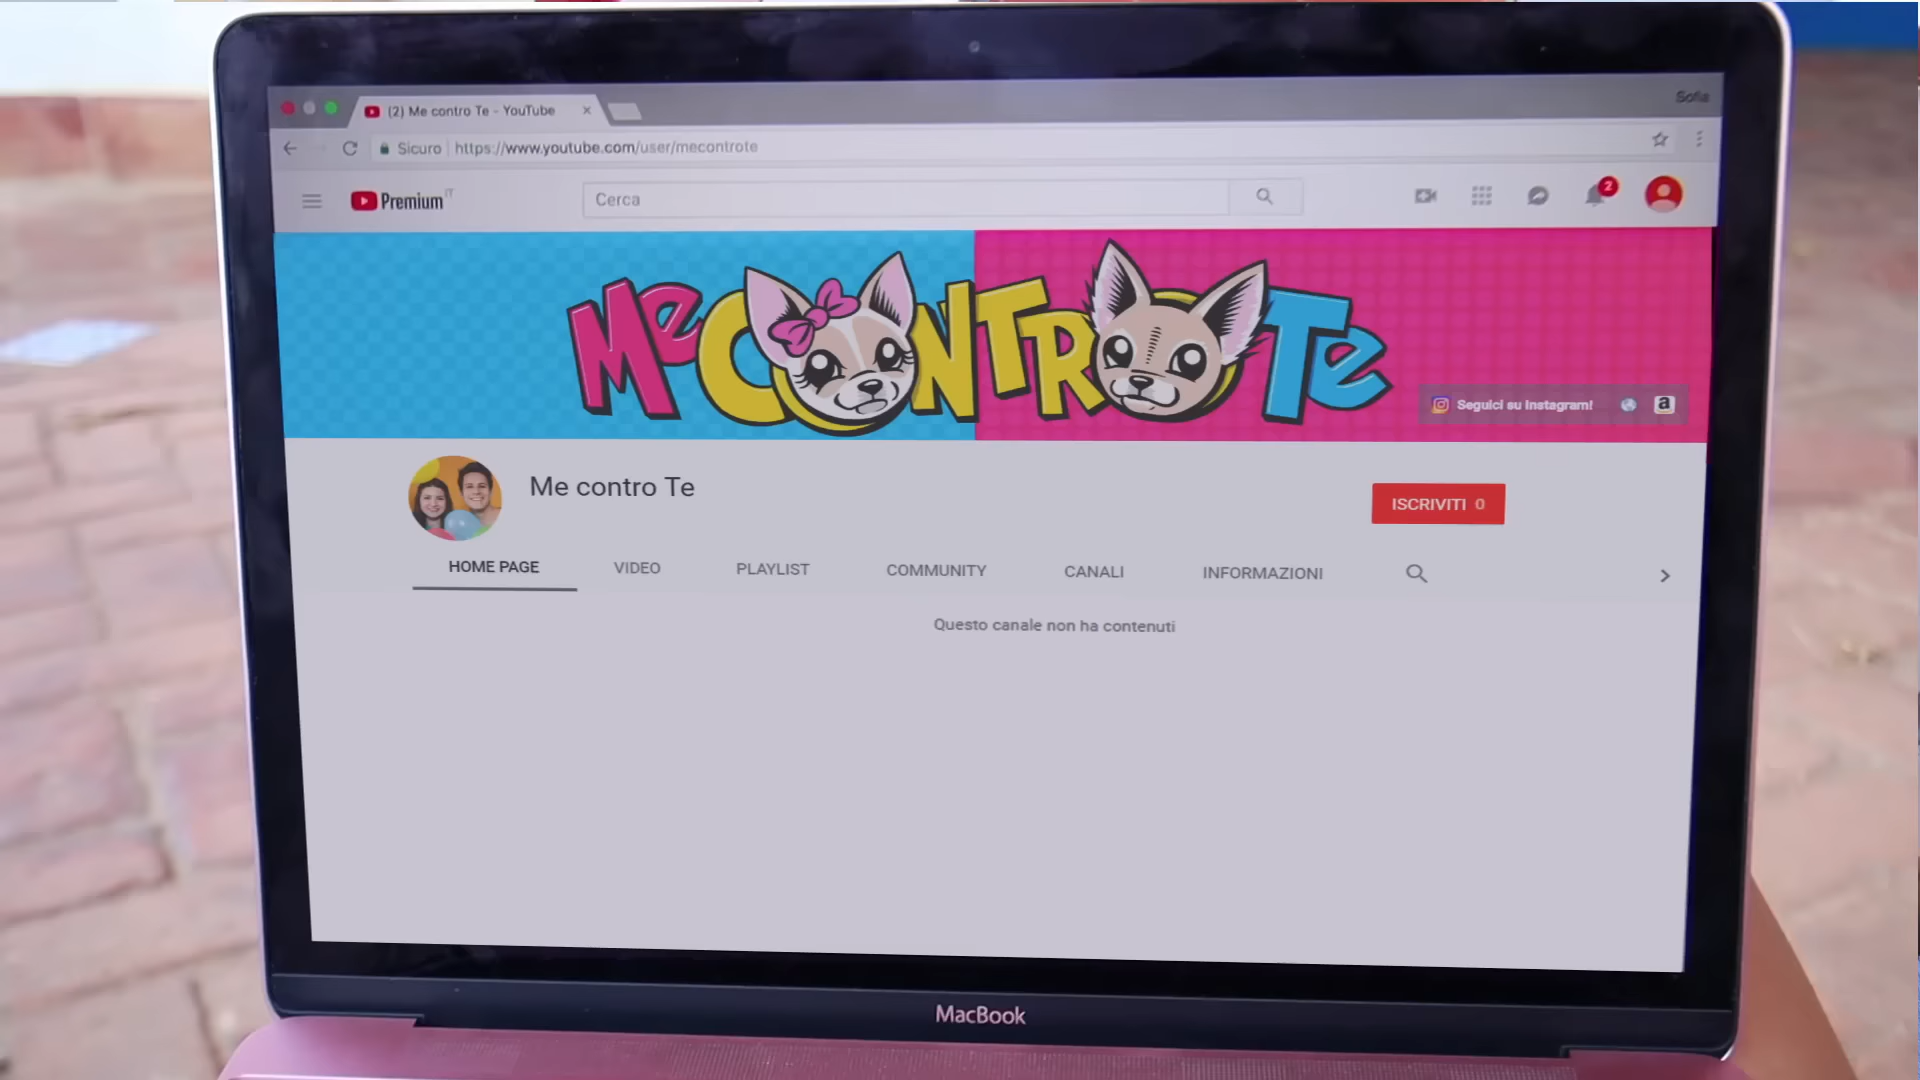 Sofia
(2) Me contro Te - YouTube
Sicuro https://www.youtube.com/user/mecontrote
Premium IT
Cerca
2
Me CONTRO Te
Seguici su Instagram!
a
Me contro Te
ISCRIVITI 0
HOME PAGE VIDEO PLAYLIST COMMUNITY CANALI INFORMAZIONI
Questo canale non ha contenuti
MacBook